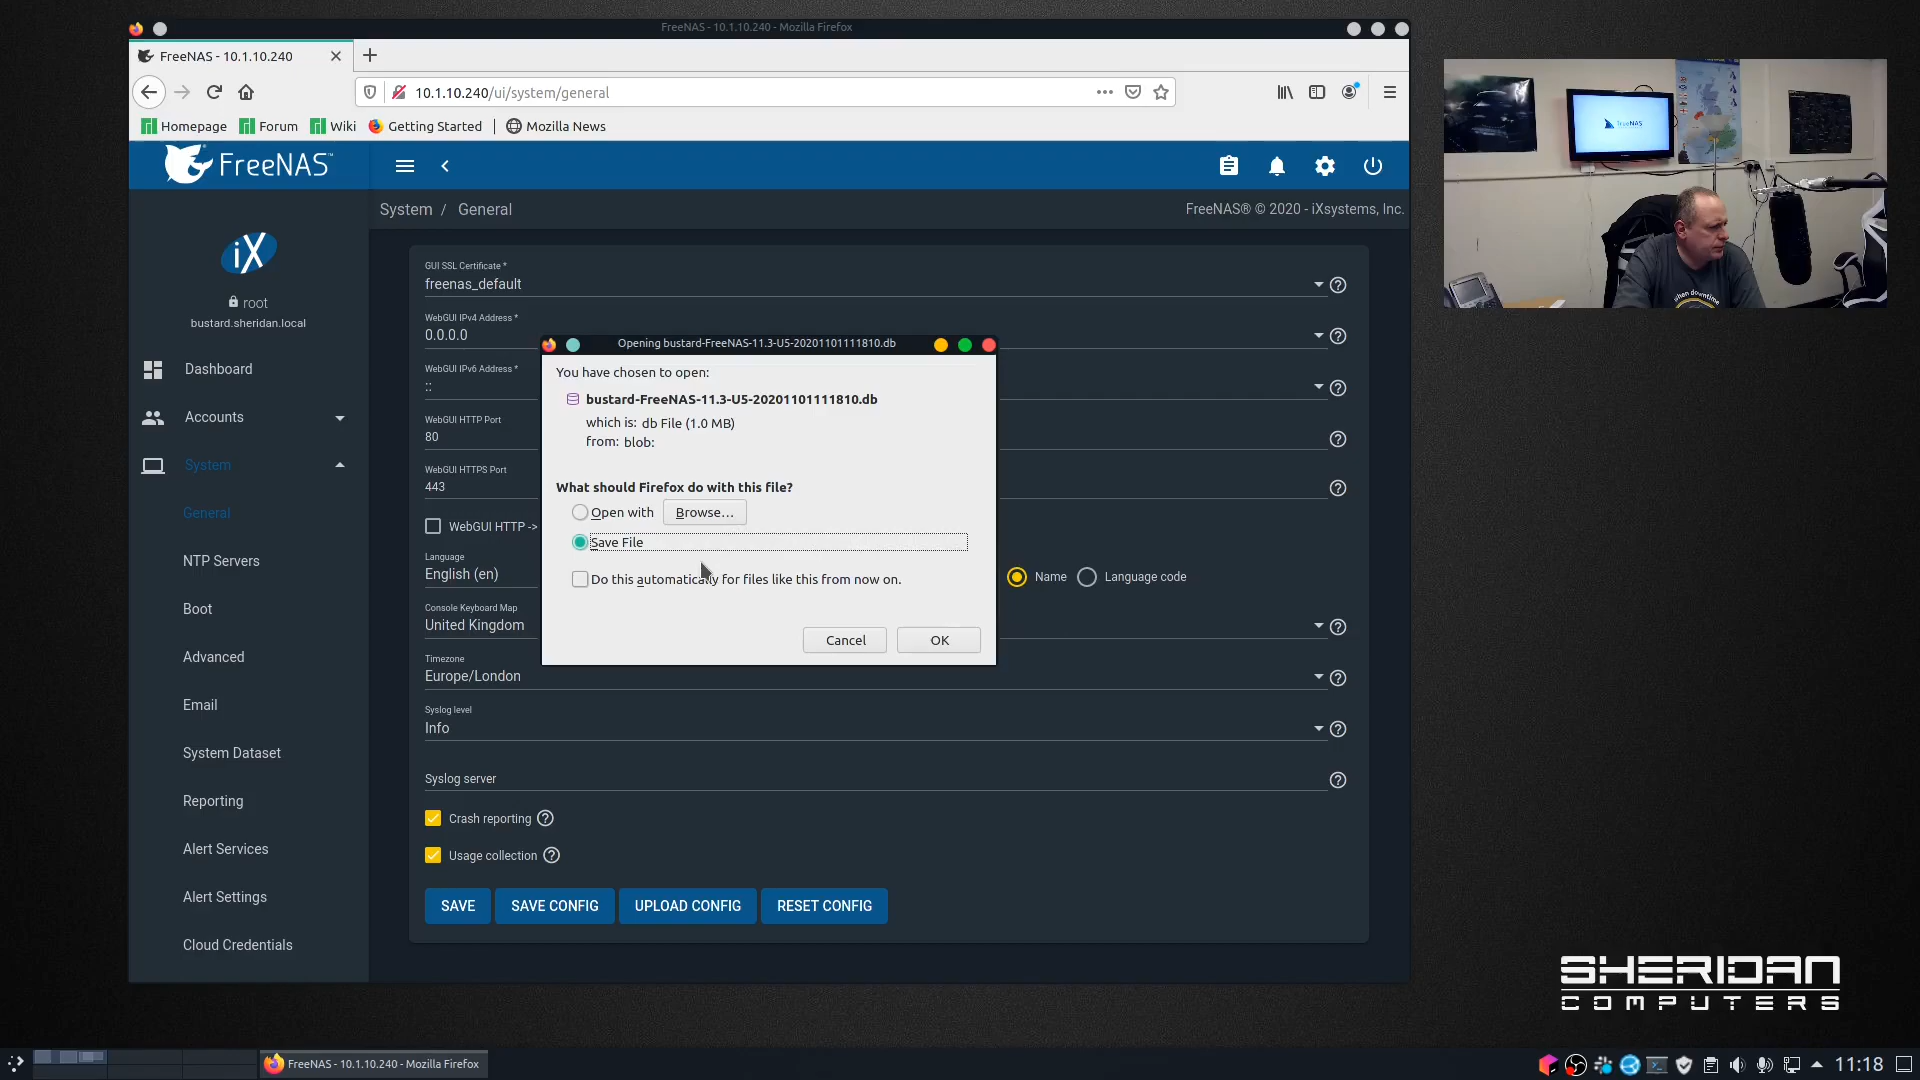 FreeNAS - 10.1.10.240 - Mozilla Firefox
FreeNAS - 10.1.10.240
10.1.10.240/ui/system/general
Homepage
Forum
Wiki
Getting Started
Mozilla News
FreeNAS™
System / General
FreeNAS® © 2020 - iXsystems, Inc.
iX
root
bustard.sheridan.local
Dashboard
Accounts
System
General
NTP Servers
Boot
Advanced
Email
System Dataset
Reporting
Alert Services
Alert Settings
Cloud Credentials
GUI SSL Certificate *
freenas_default
WebGUI IPv4 Address *
0.0.0.0
WebGUI IPv6 Address *
::
WebGUI HTTP Port
80
WebGUI HTTPS Port
443
WebGUI HTTP ->
Language
English (en)
Name
Language code
Console Keyboard Map
United Kingdom
Timezone
Europe/London
Syslog level
Info
Syslog server
Crash reporting
Usage collection
SAVE
SAVE CONFIG
UPLOAD CONFIG
RESET CONFIG
Opening bustard-FreeNAS-11.3-U5-20201101111810.db
You have chosen to open:
bustard-FreeNAS-11.3-U5-20201101111810.db
which is: db File (1.0 MB)
from: blob:
What should Firefox do with this file?
Open with
Browse...
Save File
Do this automatically for files like this from now on.
Cancel
OK
FreeNAS
when downtime
SHERIDAN
COMPUTERS
FreeNAS - 10.1.10.240 - Mozilla Firefox
11:18